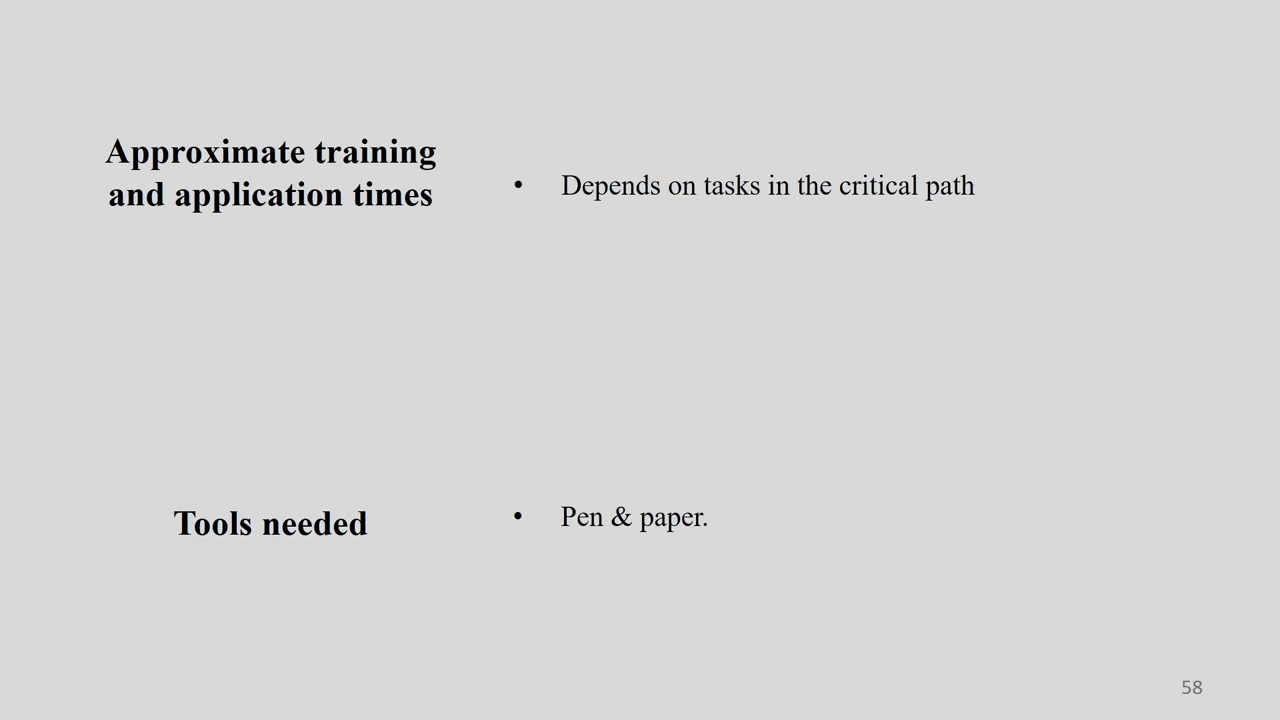 Approximate training
and application times
• Depends on tasks in the critical path
Tools needed
• Pen & paper.
58